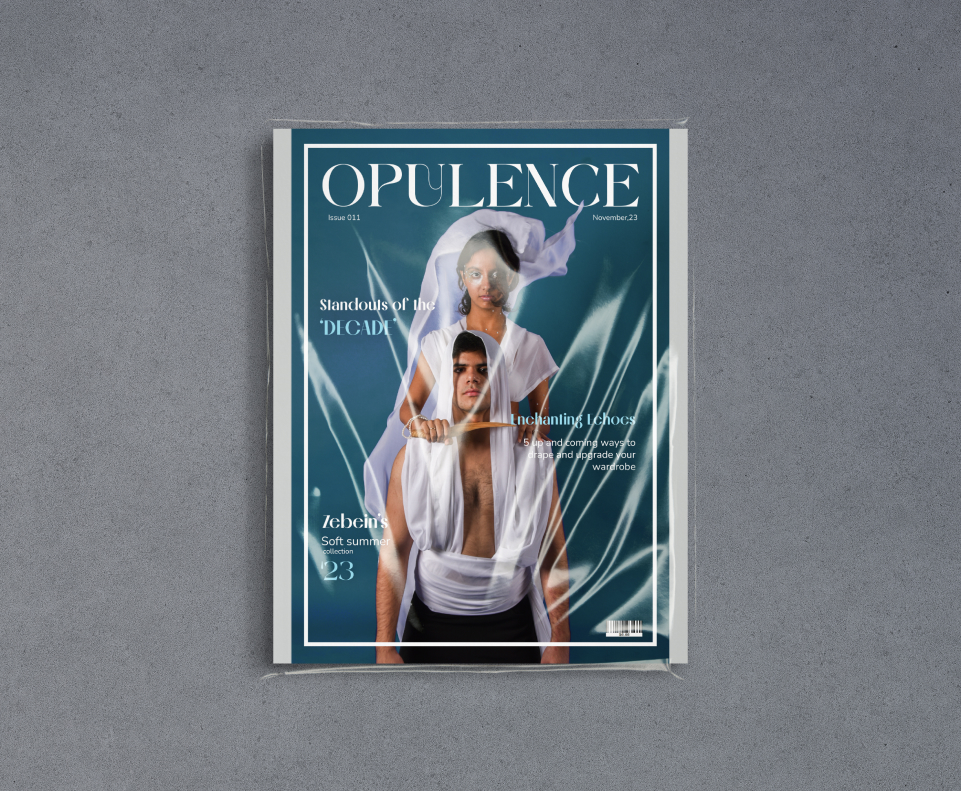 OPULENCE
Issue 011
November,23
Standouts of the
‘DECADE’
Enchanting Echoes
5 up and coming ways to
drape and upgrade your
wardrobe
Zebein's
Soft summer
collection
'23